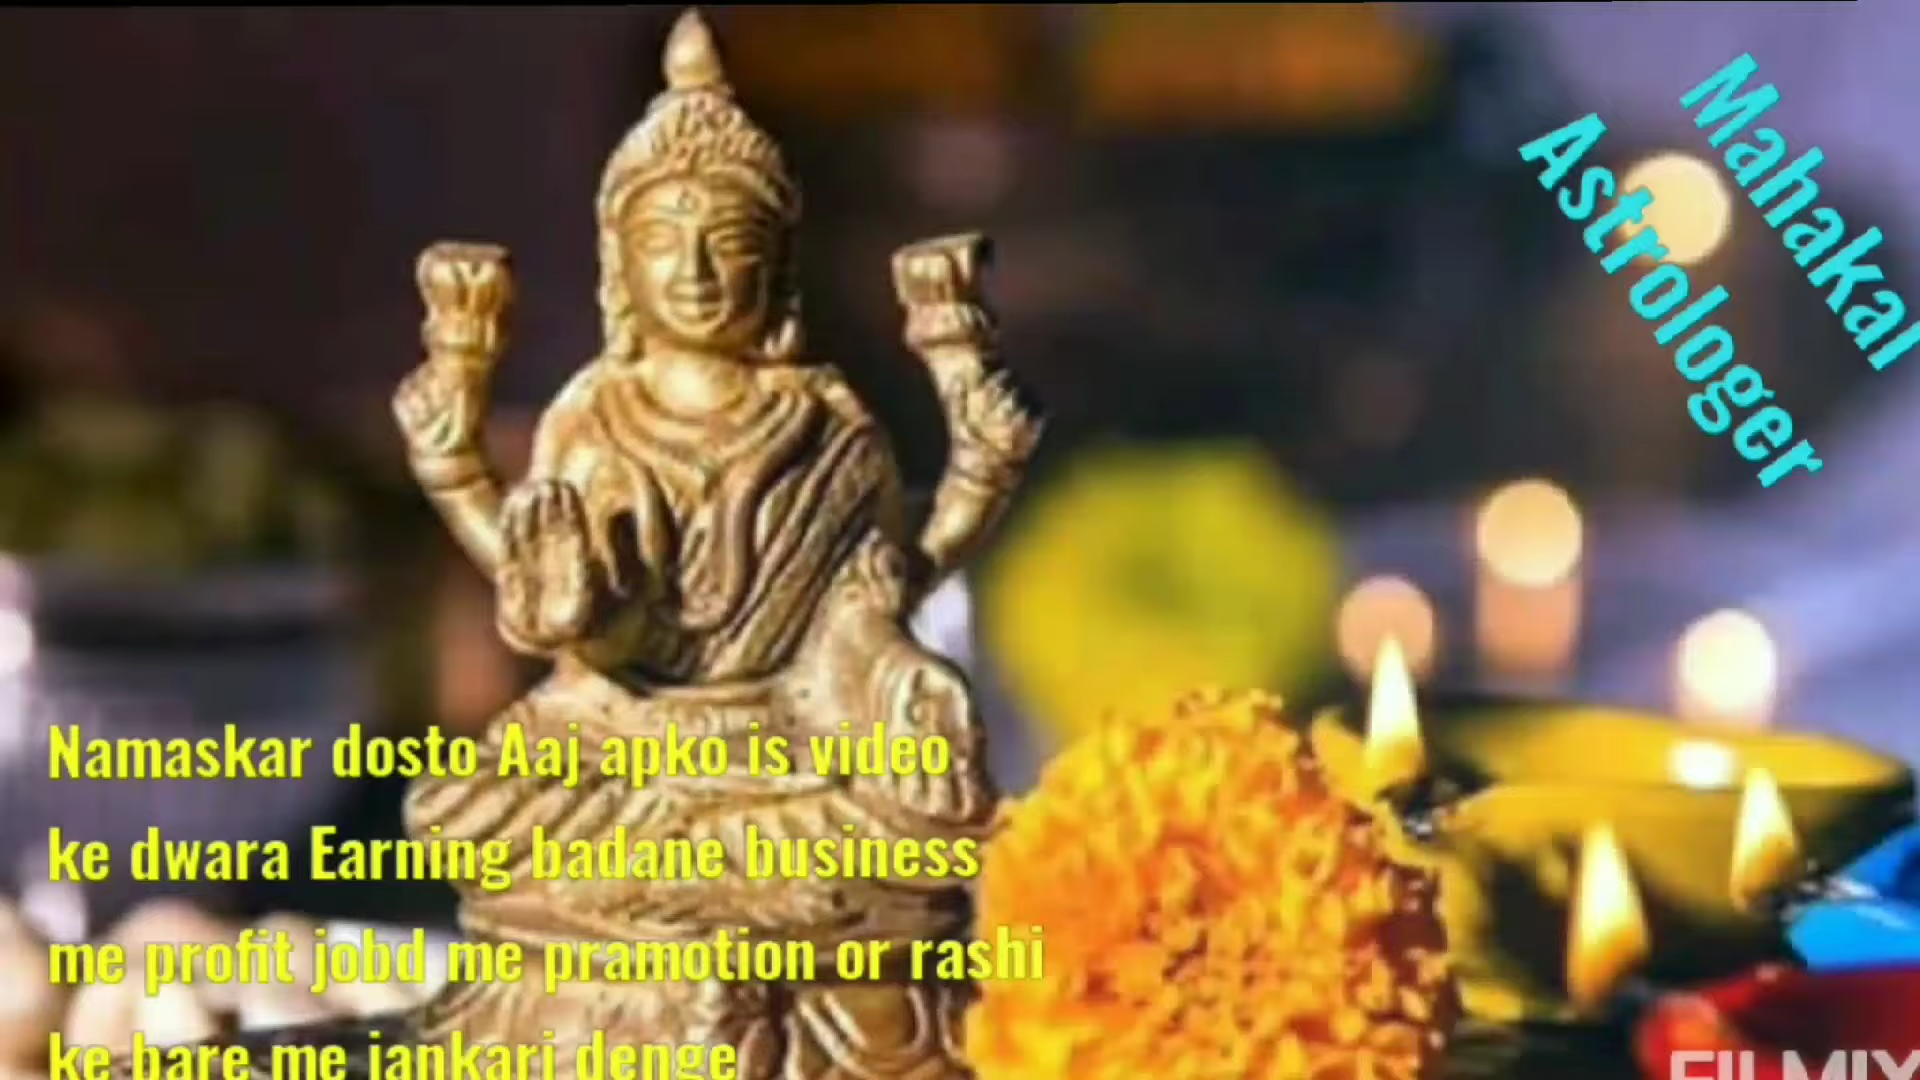 Mahakal
Astrologer
Namaskar dosto Aaj apko is video
ke dwara Earning badane business
me profit jobd me pramotion or rashi
ke bare me jankari denge
FILMIX